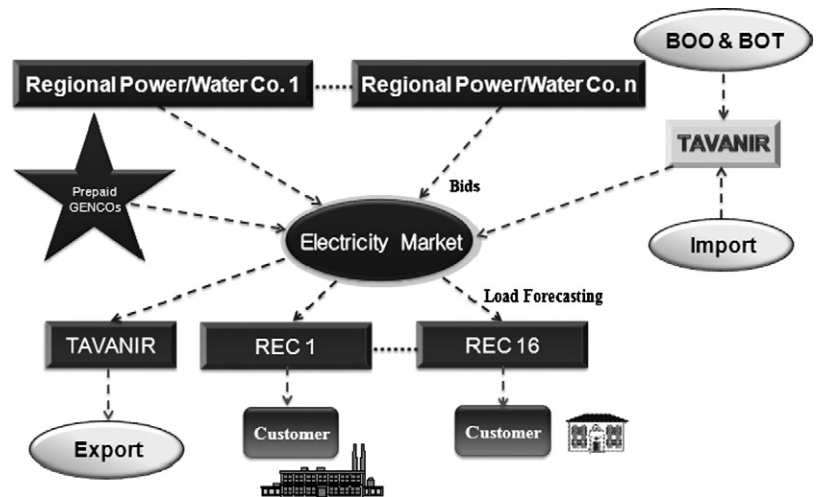 BOO & BOT
Regional Power/Water Co. 1
Regional Power/Water Co. n
TAVANIR
Prepaid
GENCOs
Bids
Electricity Market
Import
Load Forecasting
TAVANIR
REC 1
REC 16
Export
Customer
Customer